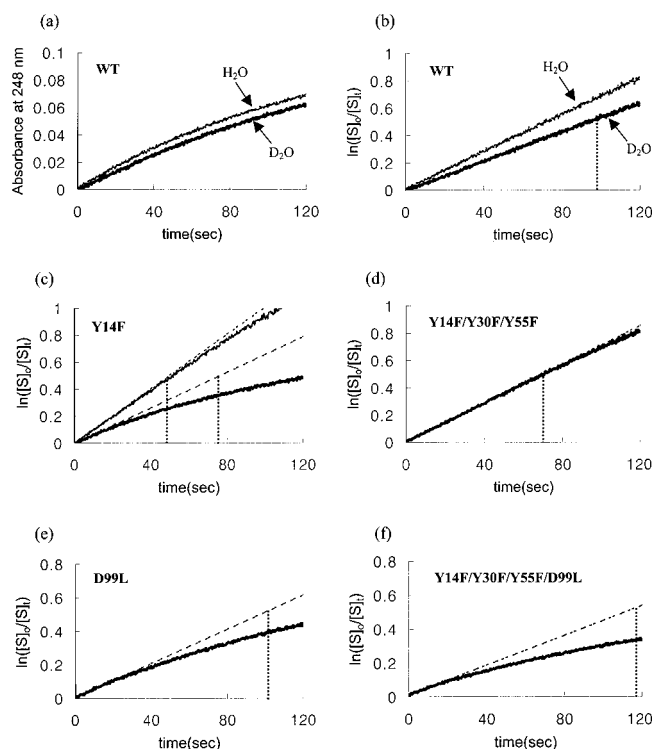 (a)
Absorbance at 248 nm
0.1
0.08
0.06
0.04
0.02
0
WT
H2O
D2O
0 40 80 120
time(sec)
(b)
ln([S]o/[S]t)
1
0.8
0.6
0.4
0.2
0
WT
H2O
D2O
0 40 80 120
time(sec)
(c)
ln([S]o/[S]t)
1
0.8
0.6
0.4
0.2
0
Y14F
0 40 80 120
time(sec)
(d)
ln([S]o/[S]t)
1
0.8
0.6
0.4
0.2
0
Y14F/Y30F/Y55F
0 40 80 120
time(sec)
(e)
ln([S]o/[S]t)
0.8
0.6
0.4
0.2
0
D99L
0 40 80 120
time(sec)
(f)
ln([S]o/[S]t)
0.8
0.6
0.4
0.2
0
Y14F/Y30F/Y55F/D99L
0 40 80 120
time(sec)